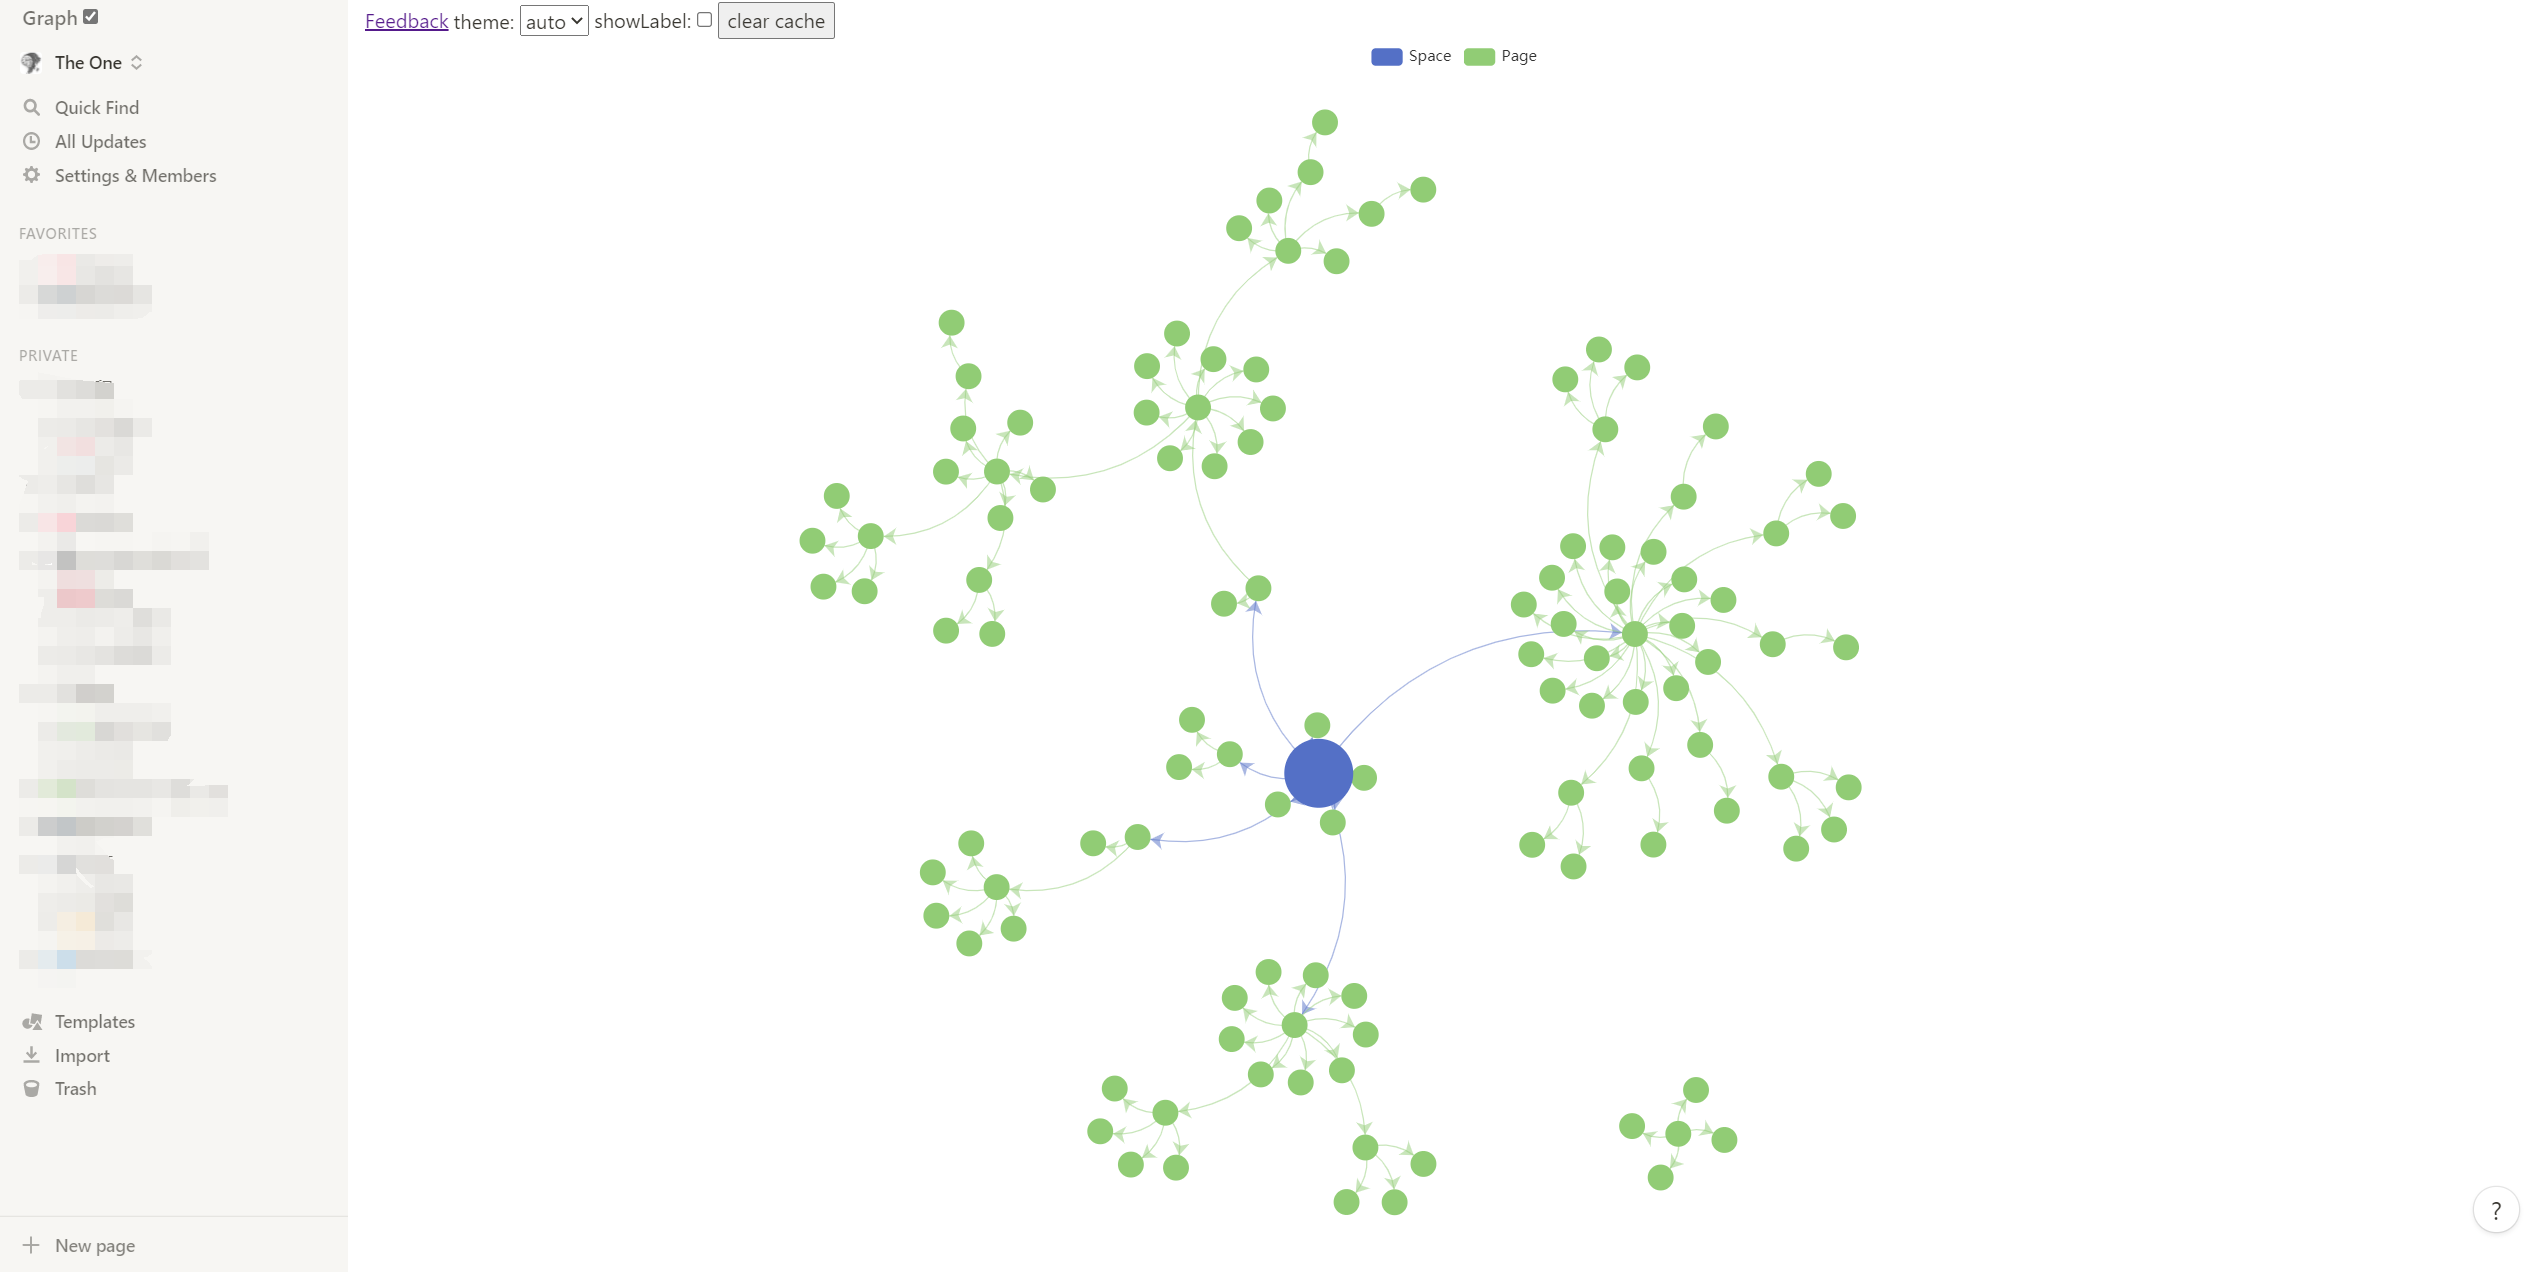 Graph
The One
Quick Find
All Updates
Settings & Members
FAVORITES
PRIVATE
Templates
Import
Trash
New page
Feedback theme: auto showLabel: clear cache
Space Page
?